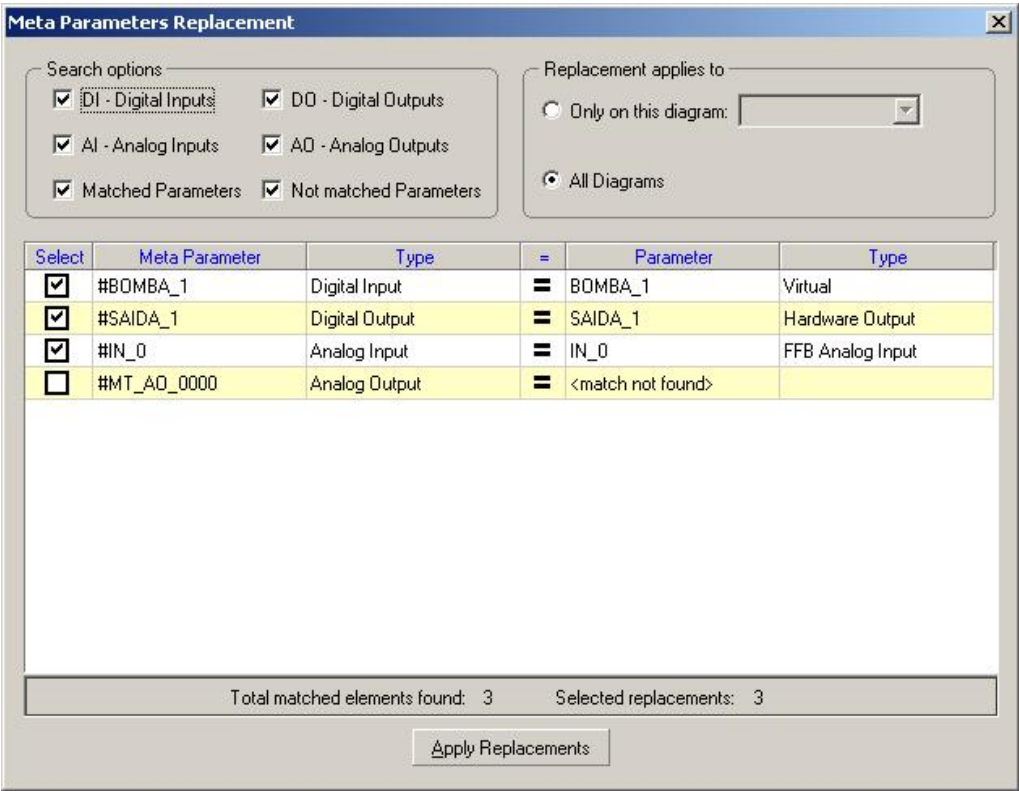 Meta Parameters Replacement
Search options
DI - Digital Inputs DO - Digital Outputs
AI - Analog Inputs AO - Analog Outputs
Matched Parameters Not matched Parameters
Replacement applies to
Only on this diagram:
All Diagrams
Select Meta Parameter Type = Parameter Type
#BOMBA_1 Digital Input = BOMBA_1 Virtual
#SAIDA_1 Digital Output = SAIDA_1 Hardware Output
#IN_0 Analog Input = IN_0 FFB Analog Input
#MT_AO_0000 Analog Output = <match not found>
Total matched elements found: 3 Selected replacements: 3
Apply Replacements